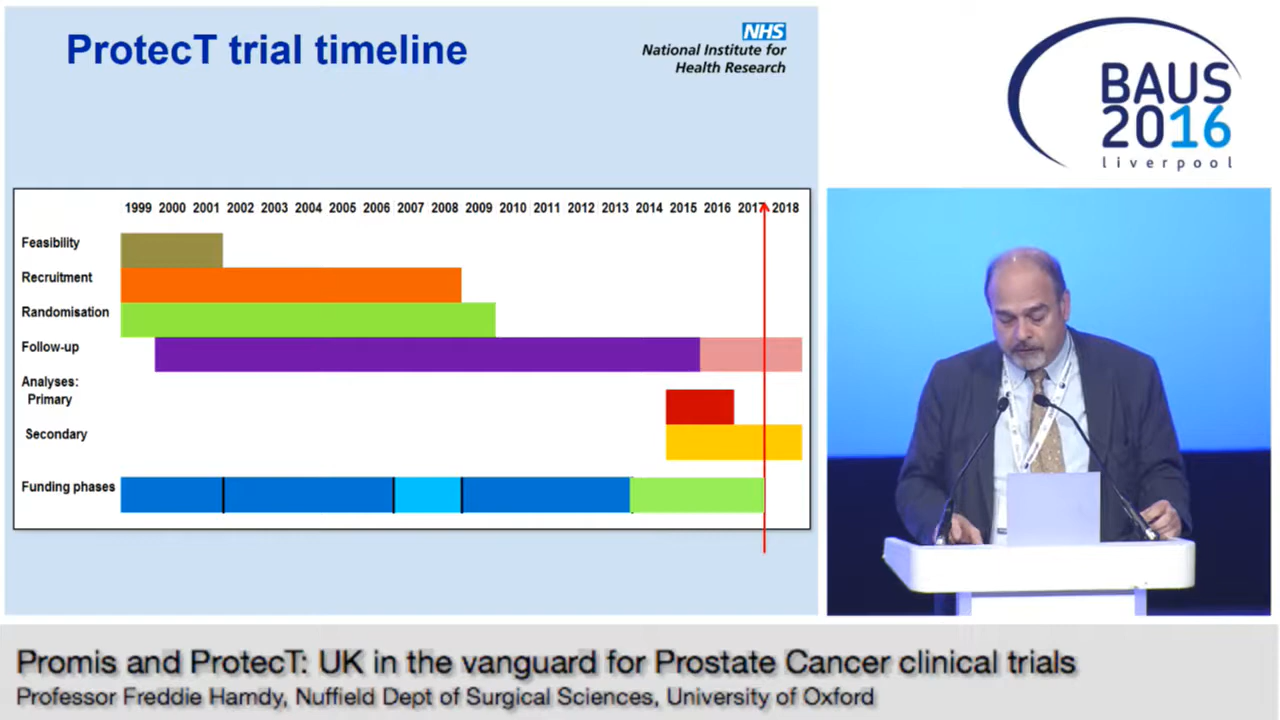 ProtecT trial timeline
NHS
National Institute for
Health Research
BAUS
2016
liverpool
1999 2000 2001 2002 2003 2004 2005 2006 2007 2008 2009 2010 2011 2012 2013 2014 2015 2016 2017 2018
Feasibility
Recruitment
Randomisation
Follow-up
Analyses:
Primary
Secondary
Funding phases
Promis and ProtecT: UK in the vanguard for Prostate Cancer clinical trials
Professor Freddie Hamdy, Nuffield Dept of Surgical Sciences, University of Oxford